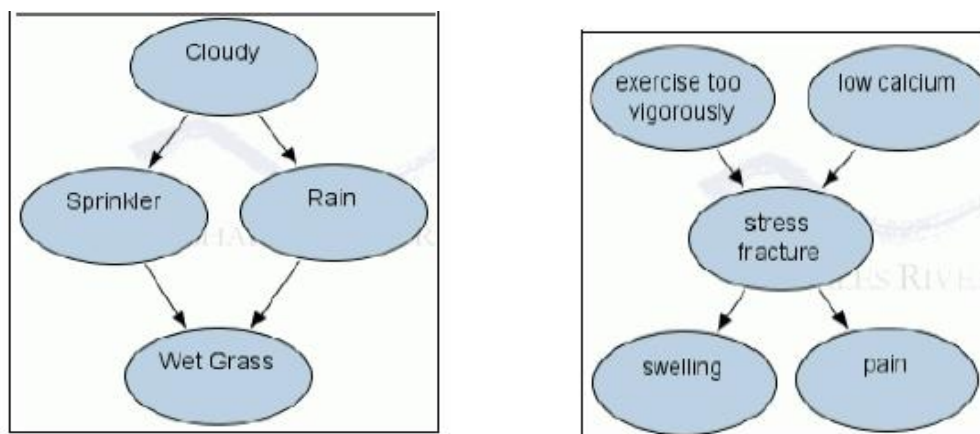 Cloudy
Sprinkler
Rain
Wet Grass
exercise too
vigorously
low calcium
stress
fracture
swelling
pain